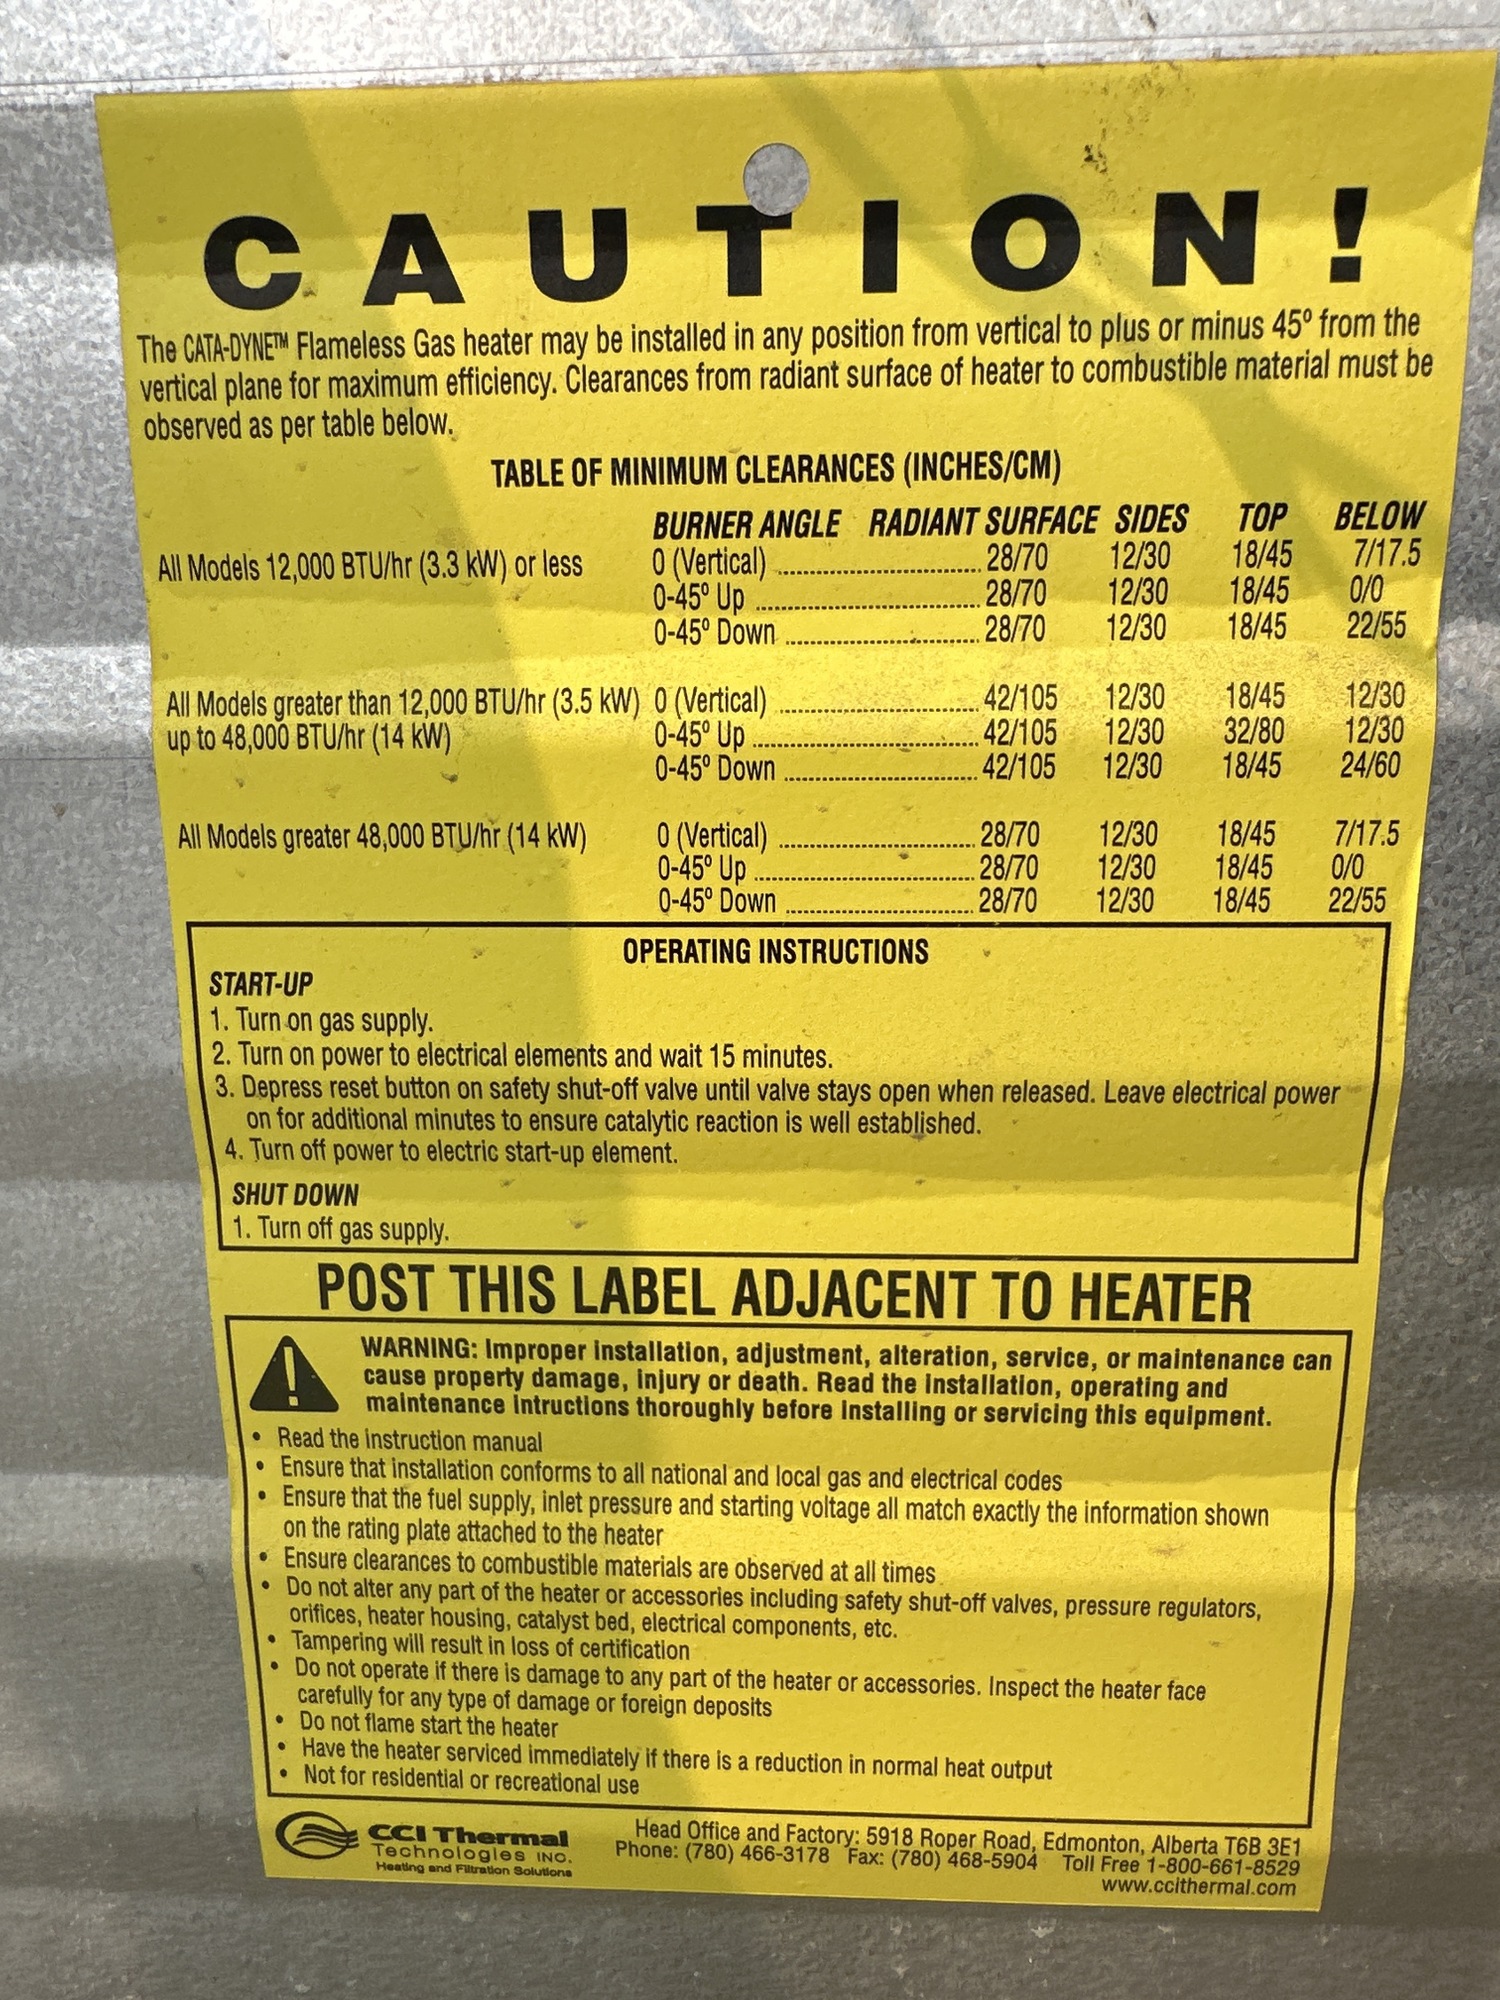 CAUTION!
The CATA-DYNE™ Flameless Gas heater may be installed in any position from vertical to plus or minus 45º from the
vertical plane for maximum efficiency. Clearances from radiant surface of heater to combustible material must be
observed as per table below.
TABLE OF MINIMUM CLEARANCES (INCHES/CM)
BURNER ANGLE RADIANT SURFACE SIDES TOP BELOW
All Models 12,000 BTU/hr (3.3 kW) or less 0 (Vertical) 28/70 12/30 18/45 7/17.5
0-45º Up 28/70 12/30 18/45 0/0
0-45º Down 28/70 12/30 18/45 22/55
All Models greater than 12,000 BTU/hr (3.5 kW) 0 (Vertical) 42/105 12/30 18/45 12/30
up to 48,000 BTU/hr (14 kW) 0-45º Up 42/105 12/30 32/80 12/30
0-45º Down 42/105 12/30 18/45 24/60
All Models greater 48,000 BTU/hr (14 kW) 0 (Vertical) 28/70 12/30 18/45 7/17.5
0-45º Up 28/70 12/30 18/45 0/0
0-45º Down 28/70 12/30 18/45 22/55
OPERATING INSTRUCTIONS
START-UP
1. Turn on gas supply.
2. Turn on power to electrical elements and wait 15 minutes.
3. Depress reset button on safety shut-off valve until valve stays open when released. Leave electrical power
on for additional minutes to ensure catalytic reaction is well established.
4. Turn off power to electric start-up element.
SHUT DOWN
1. Turn off gas supply.
POST THIS LABEL ADJACENT TO HEATER
WARNING: Improper installation, adjustment, alteration, service, or maintenance can
cause property damage, injury or death. Read the installation, operating and
maintenance intructions thoroughly before installing or servicing this equipment.
• Read the instruction manual
• Ensure that installation conforms to all national and local gas and electrical codes
• Ensure that the fuel supply, inlet pressure and starting voltage all match exactly the information shown
on the rating plate attached to the heater
• Ensure clearances to combustible materials are observed at all times
• Do not alter any part of the heater or accessories including safety shut-off valves, pressure regulators,
orifices, heater housing, catalyst bed, electrical components, etc.
• Tampering will result in loss of certification
• Do not operate if there is damage to any part of the heater or accessories. Inspect the heater face
carefully for any type of damage or foreign deposits
• Do not flame start the heater
• Have the heater serviced immediately if there is a reduction in normal heat output
• Not for residential or recreational use
CCI Thermal
Technologies INC.
Heating and Filtration Solutions
Head Office and Factory: 5918 Roper Road, Edmonton, Alberta T6B 3E1
Phone: (780) 466-3178 Fax: (780) 468-5904 Toll Free 1-800-661-8529
www.ccithermal.com